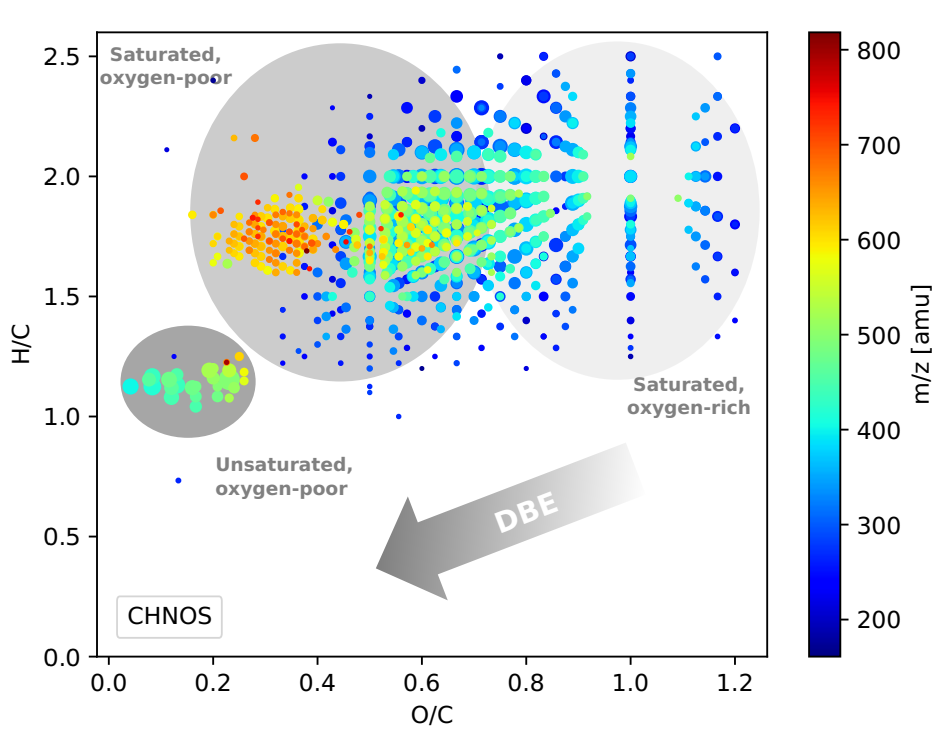 Saturated,
oxygen-poor
Saturated,
oxygen-rich
Unsaturated,
oxygen-poor
DBE
CHNOS
H/C
2.5
2.0
1.5
1.0
0.5
0.0
0.0 0.2 0.4 0.6 0.8 1.0 1.2
O/C
800
700
600
500
400
300
200
m/z [amu]